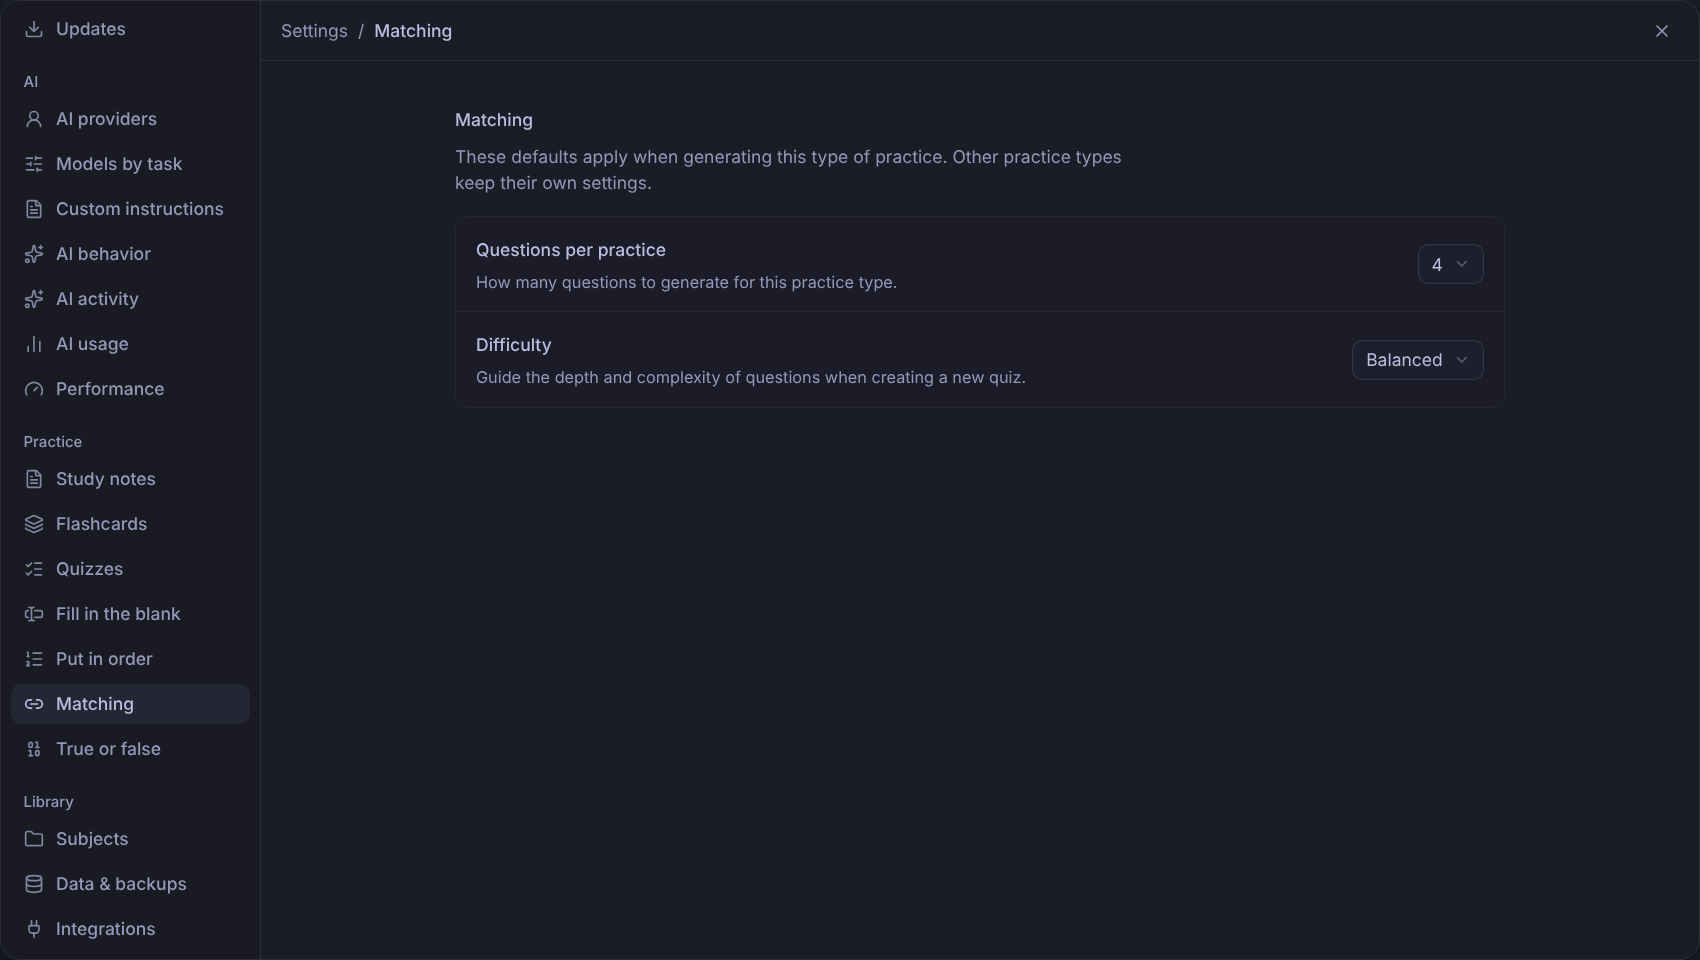 Updates
AI
AI providers
Models by task
Custom instructions
AI behavior
AI activity
AI usage
Performance
Practice
Study notes
Flashcards
Quizzes
Fill in the blank
Put in order
Matching
True or false
Library
Subjects
Data & backups
Integrations
Settings / Matching
Matching
These defaults apply when generating this type of practice. Other practice types
keep their own settings.
Questions per practice
How many questions to generate for this practice type.
4
Difficulty
Guide the depth and complexity of questions when creating a new quiz.
Balanced